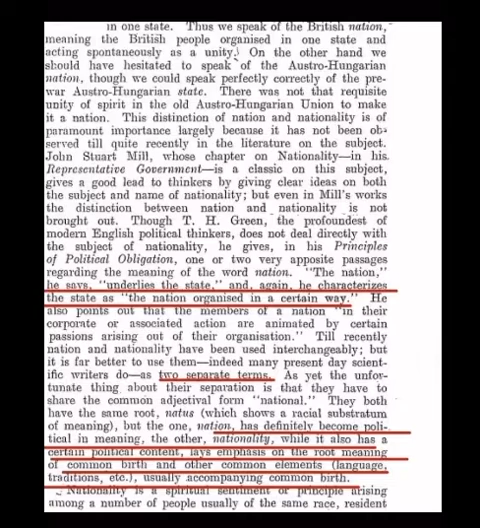 in one state. Thus we speak of the British nation,
meaning the British people organised in one state and
acting spontaneously as a unity. On the other hand we
should have hesitated to speak of the Austro-Hungarian
nation, though we could speak perfectly correctly of the pre-
war Austro-Hungarian state. There was not that requisite
unity of spirit in the old Austro-Hungarian Union to make
it a nation. This distinction of nation and nationality is of
paramount importance largely because it has not been ob-
served till quite recently in the literature on the subject.
John Stuart Mill, whose chapter on Nationality—in his
Representative Government—is a classic on this subject,
gives a good lead to thinkers by giving clear ideas on both
the subject and name of nationality; but even in Mill's works
the distinction between nation and nationality is not
brought out. Though T. H. Green, the profoundest of
modern English political thinkers, does not deal directly with
the subject of nationality, he gives, in his Principles
of Political Obligation, one or two very apposite passages
regarding the meaning of the word nation. "The nation,"
he says, "underlies the state," and, again, he characterizes
the state as "the nation organised in a certain way." He
also points out that the members of a nation "in their
corporate or associated action are animated by certain
passions arising out of their organisation." Till recently
nation and nationality have been used interchangeably; but
it is far better to use them—indeed many present day scient-
ific writers do—as two separate terms. As yet the unfor-
tunate thing about their separation is that they have to
share the common adjectival form "national." They both
have the same root, natus (which shows a racial substratum
of meaning), but the one, nation, has definitely become poli-
tical in meaning, the other, nationality, while it also has a
certain political content, lays emphasis on the root meaning
of common birth and other common elements (language,
traditions, etc.), usually accompanying common birth.
Nationality is a spiritual sentiment or principle arising
among a number of people usually of the same race, resident